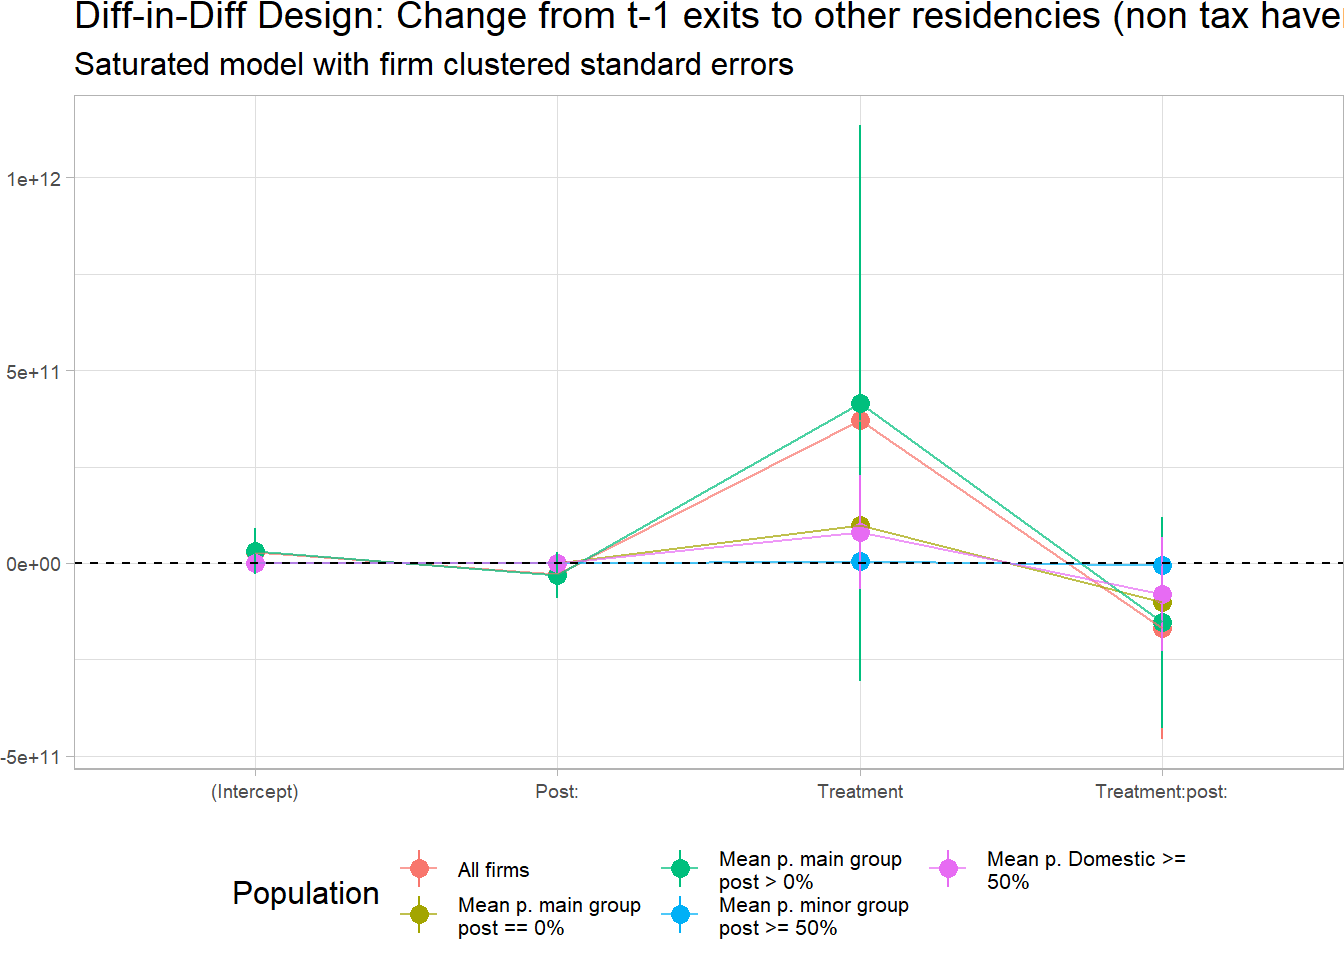 Diff-in-Diff Design: Change from t-1 exits to other residencies (non tax have
Saturated model with firm clustered standard errors
1e+12
5e+11
0e+00
-5e+11
(Intercept)
Post:
Treatment
Treatment:post:
Population
All firms
Mean p. main group
post == 0%
Mean p. main group
post > 0%
Mean p. minor group
post >= 50%
Mean p. Domestic >=
50%